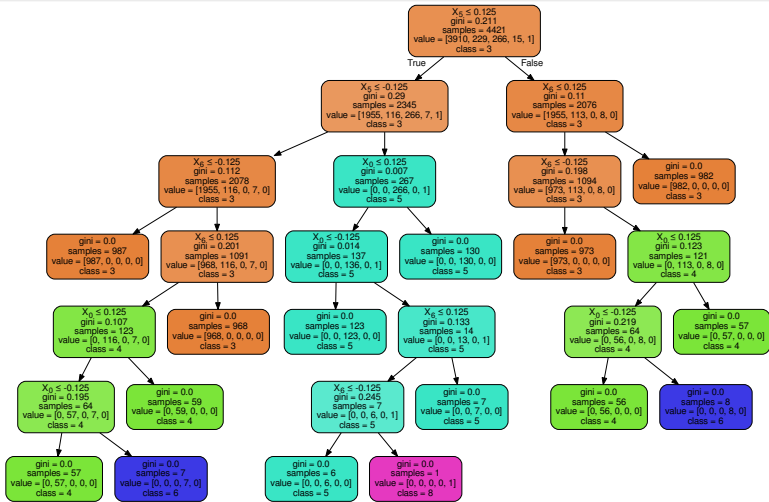 X5 ≤ 0.125
gini = 0.211
samples = 4421
value = [3910, 229, 266, 15, 1]
class = 3
True
False
X5 ≤ -0.125
gini = 0.29
samples = 2345
value = [1955, 116, 266, 7, 1]
class = 3
X6 ≤ 0.125
gini = 0.11
samples = 2076
value = [1955, 113, 0, 8, 0]
class = 3
X6 ≤ -0.125
gini = 0.112
samples = 2078
value = [1955, 116, 0, 7, 0]
class = 3
X0 ≤ 0.125
gini = 0.007
samples = 267
value = [0, 0, 266, 0, 1]
class = 5
X6 ≤ -0.125
gini = 0.198
samples = 1094
value = [973, 113, 0, 8, 0]
class = 3
gini = 0.0
samples = 982
value = [982, 0, 0, 0, 0]
class = 3
gini = 0.0
samples = 987
value = [987, 0, 0, 0, 0]
class = 3
X6 ≤ 0.125
gini = 0.201
samples = 1091
value = [968, 116, 0, 7, 0]
class = 3
X0 ≤ -0.125
gini = 0.014
samples = 137
value = [0, 0, 136, 0, 1]
class = 5
gini = 0.0
samples = 130
value = [0, 0, 130, 0, 0]
class = 5
gini = 0.0
samples = 973
value = [973, 0, 0, 0, 0]
class = 3
X0 ≤ 0.125
gini = 0.123
samples = 121
value = [0, 113, 0, 8, 0]
class = 4
X0 ≤ 0.125
gini = 0.107
samples = 123
value = [0, 116, 0, 7, 0]
class = 4
gini = 0.0
samples = 968
value = [968, 0, 0, 0, 0]
class = 3
gini = 0.0
samples = 123
value = [0, 0, 123, 0, 0]
class = 5
X6 ≤ 0.125
gini = 0.133
samples = 14
value = [0, 0, 13, 0, 1]
class = 5
X0 ≤ -0.125
gini = 0.219
samples = 64
value = [0, 56, 0, 8, 0]
class = 4
gini = 0.0
samples = 57
value = [0, 57, 0, 0, 0]
class = 4
X0 ≤ -0.125
gini = 0.195
samples = 64
value = [0, 57, 0, 7, 0]
class = 4
gini = 0.0
samples = 59
value = [0, 59, 0, 0, 0]
class = 4
X6 ≤ -0.125
gini = 0.245
samples = 7
value = [0, 0, 6, 0, 1]
class = 5
gini = 0.0
samples = 7
value = [0, 0, 7, 0, 0]
class = 5
gini = 0.0
samples = 56
value = [0, 56, 0, 0, 0]
class = 4
gini = 0.0
samples = 8
value = [0, 0, 0, 8, 0]
class = 6
gini = 0.0
samples = 57
value = [0, 57, 0, 0, 0]
class = 4
gini = 0.0
samples = 7
value = [0, 0, 0, 7, 0]
class = 6
gini = 0.0
samples = 6
value = [0, 0, 6, 0, 0]
class = 5
gini = 0.0
samples = 1
value = [0, 0, 0, 0, 1]
class = 8